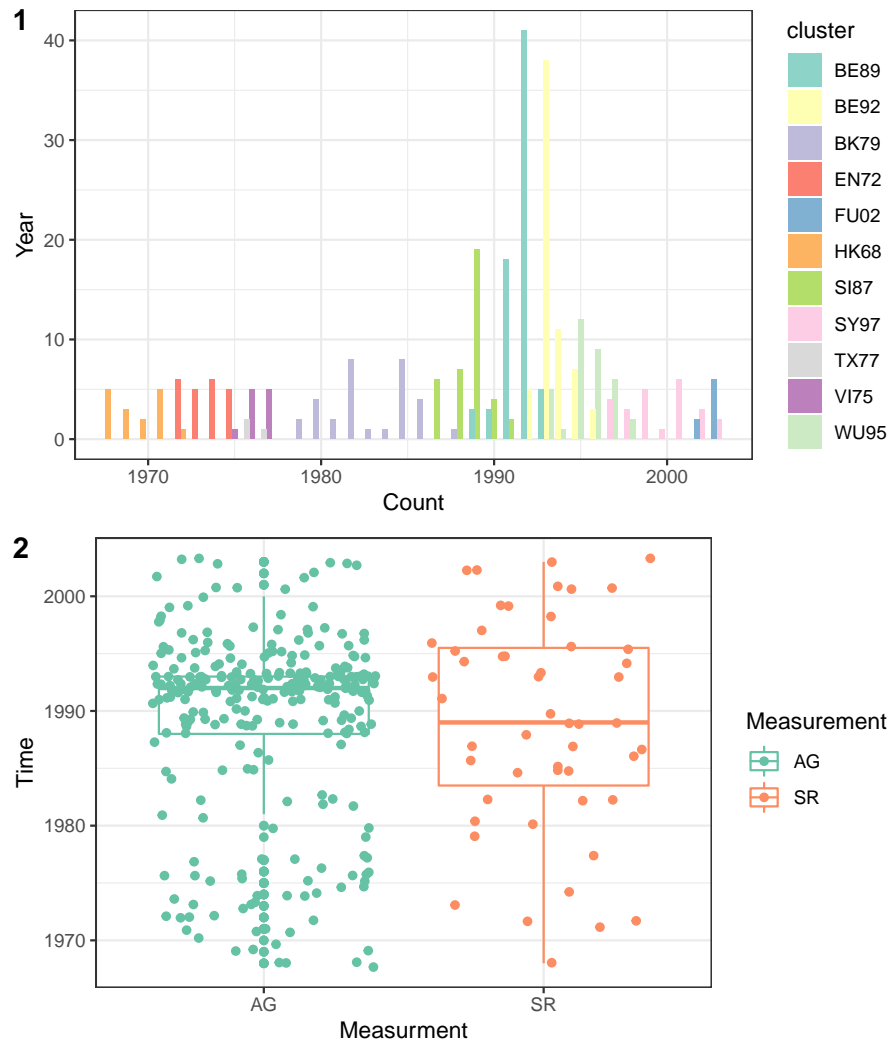 1
40
30
20
10
0
Year
1970 1980 1990 2000
Count
cluster
BE89
BE92
BK79
EN72
FU02
HK68
SI87
SY97
TX77
VI75
WU95
2
2000
1990
1980
1970
Time
AG SR
Measurment
Measurement
AG
SR